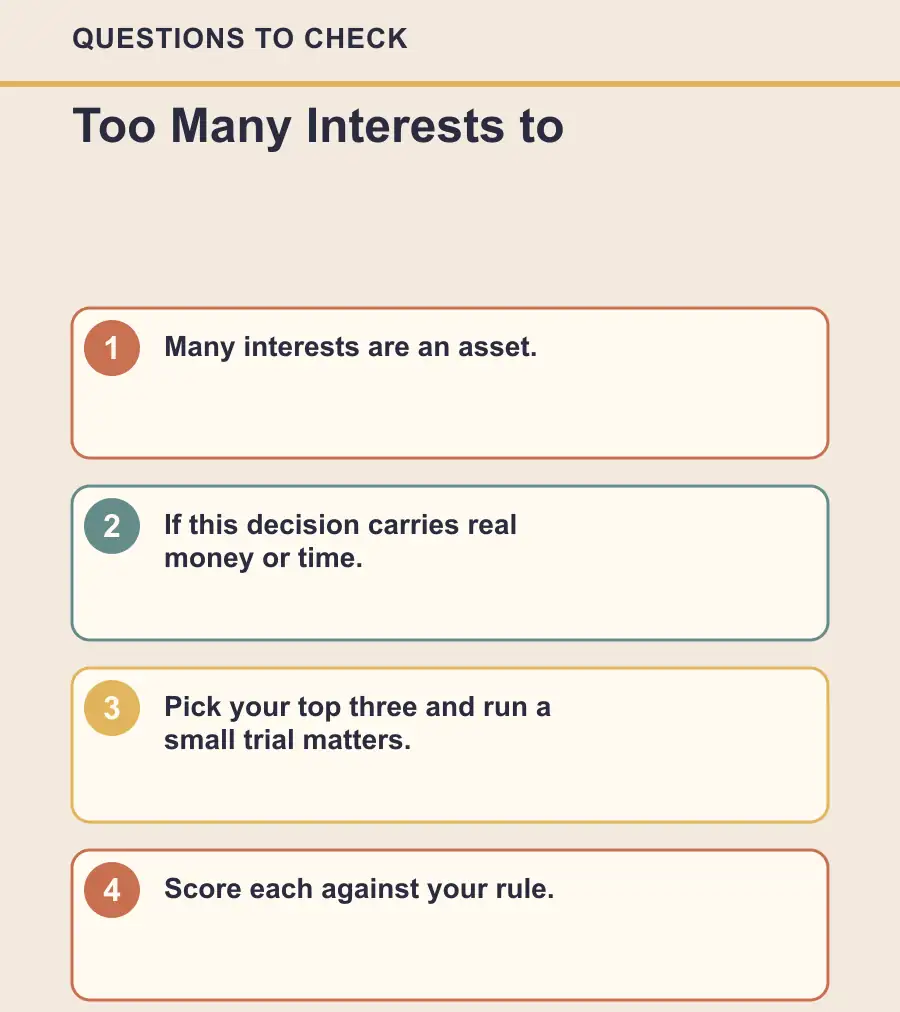 QUESTIONS TO CHECK
Too Many Interests to
1 Many interests are an asset.
2 If this decision carries real
money or time.
3 Pick your top three and run a
small trial matters.
4 Score each against your rule.